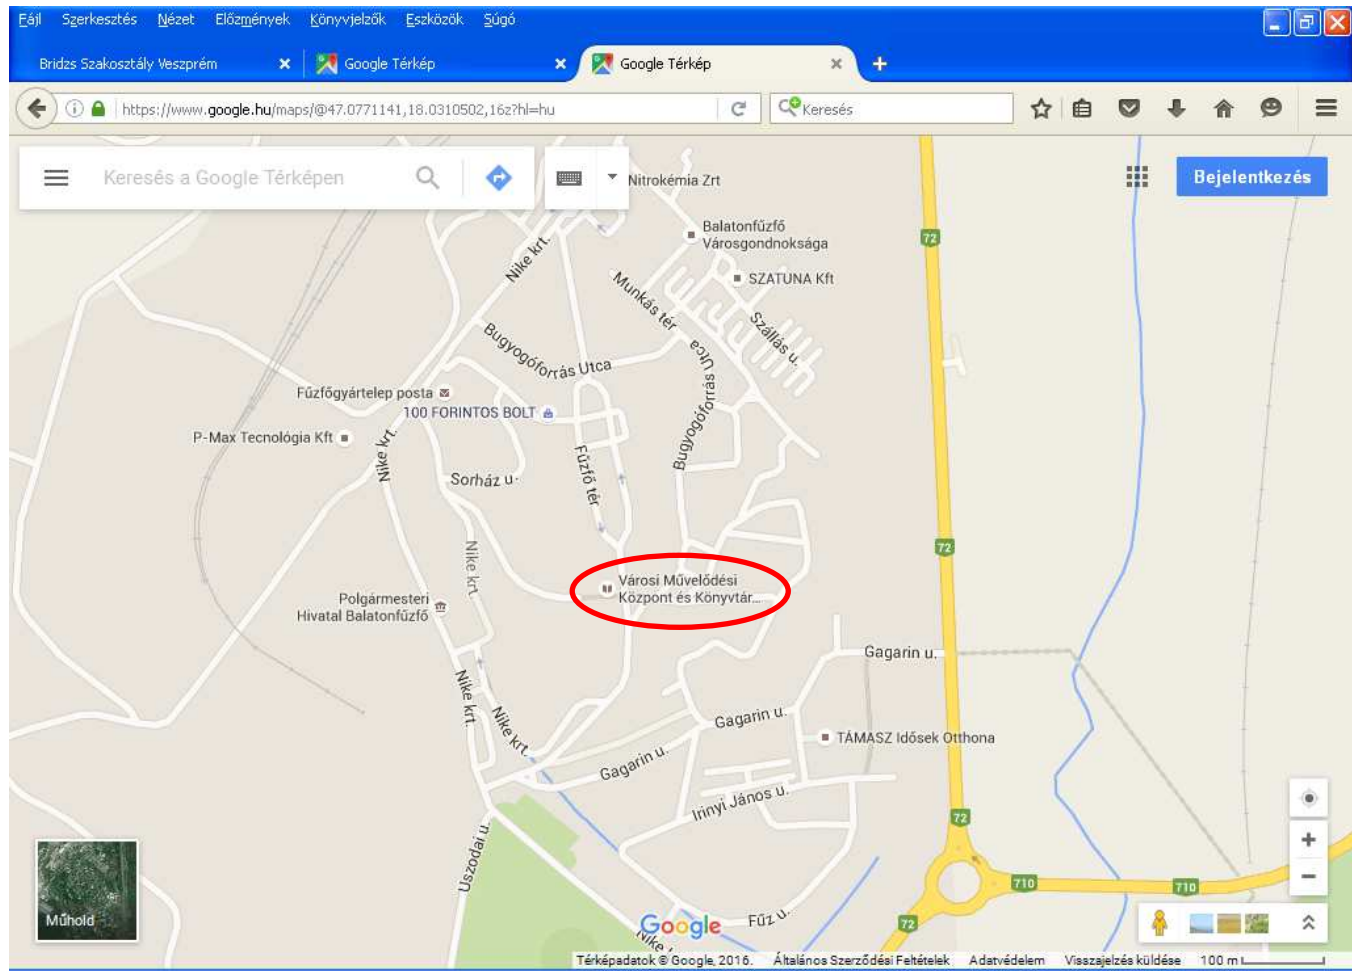 Fájl Szerkesztés Nézet Előzmények Könyvjelzők Eszközök Súgó
Bridzs Szakosztály Veszprém
Google Térkép
Google Térkép
https://www.google.hu/maps/@47.0771141,18.0310502,16z?hl=hu
Keresés
Keresés a Google Térképen
Bejelentkezés
Nitrokémia Zrt
Balatonfűzfő
Városgondnoksága
72
Nike krt.
SZATUNA Kft
Munkás tér
Szállás u.
Bugyogóforrás Utca
Bugyogóforrás Utca
Fűzfőgyártelep posta
100 FORINTOS BOLT
P-Max Tecnológia Kft
Nike krt.
Fűzfő tér
Sorház u.
72
Nike krt.
Városi Művelődési
Központ és Könyvtár...
Polgármesteri
Hivatal Balatonfűzfő
Gagarin u.
Nike krt.
Nike krt.
Gagarin u.
TÁMASZ Idősek Otthona
Gagarin u.
Irinyi János u.
72
Uszodai u.
710
710
Műhold
Google
Fűz u.
72
Nike
Térképadatok © Google, 2016. Általános Szerződési Feltételek Adatvédelem Visszajelzés küldése 100 m